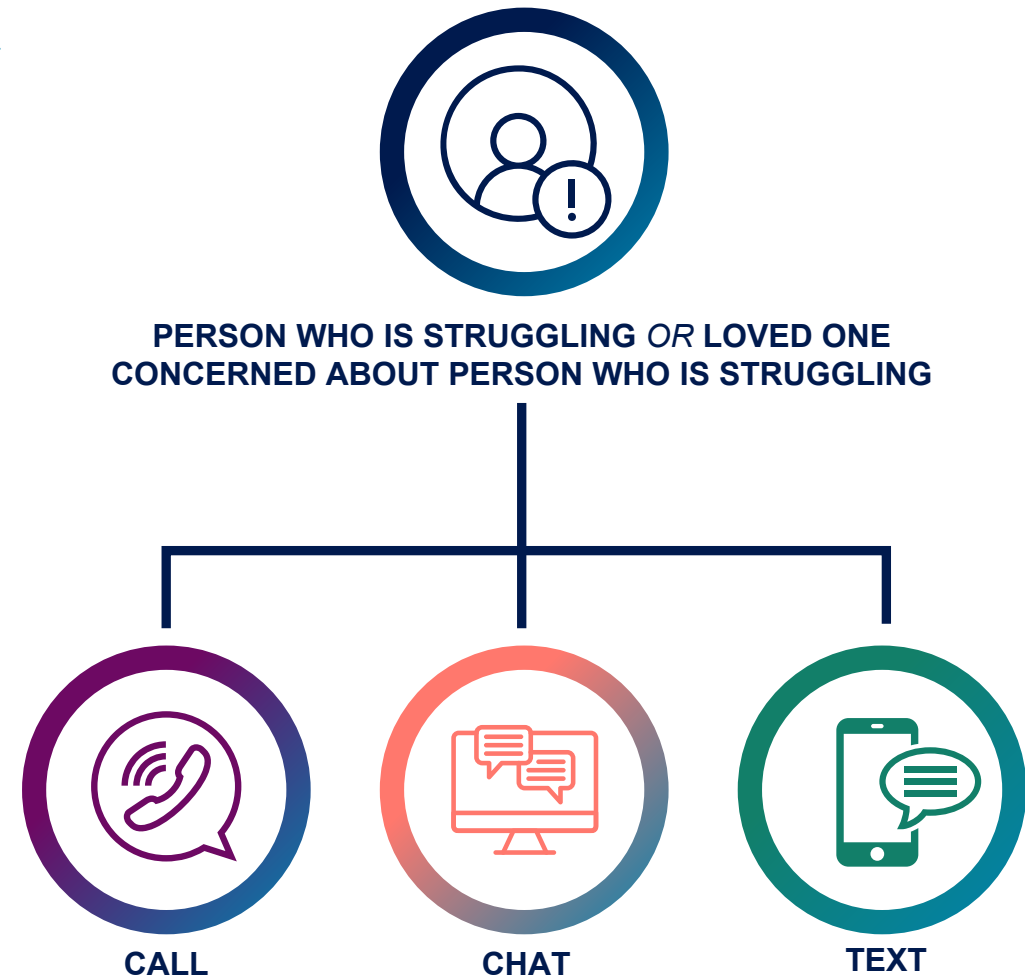 PERSON WHO IS STRUGGLING OR LOVED ONE
CONCERNED ABOUT PERSON WHO IS STRUGGLING
CALL
CHAT
TEXT